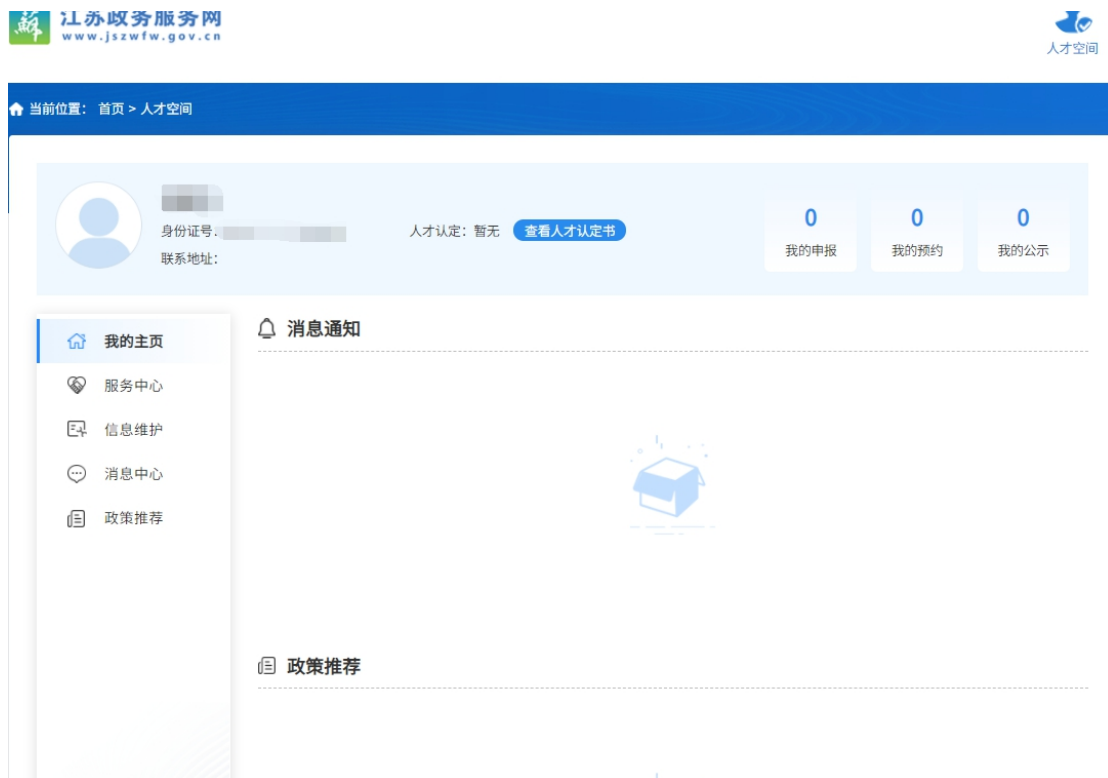 江苏政务服务网
www.jszwfw.gov.cn
人才空间
当前位置： 首页 > 人才空间
身份证号:
人才认定：暂无 查看人才认定书
联系地址：
0
我的申报
0
我的预约
0
我的公示
我的主页
服务中心
信息维护
消息中心
政策推荐
消息通知
政策推荐